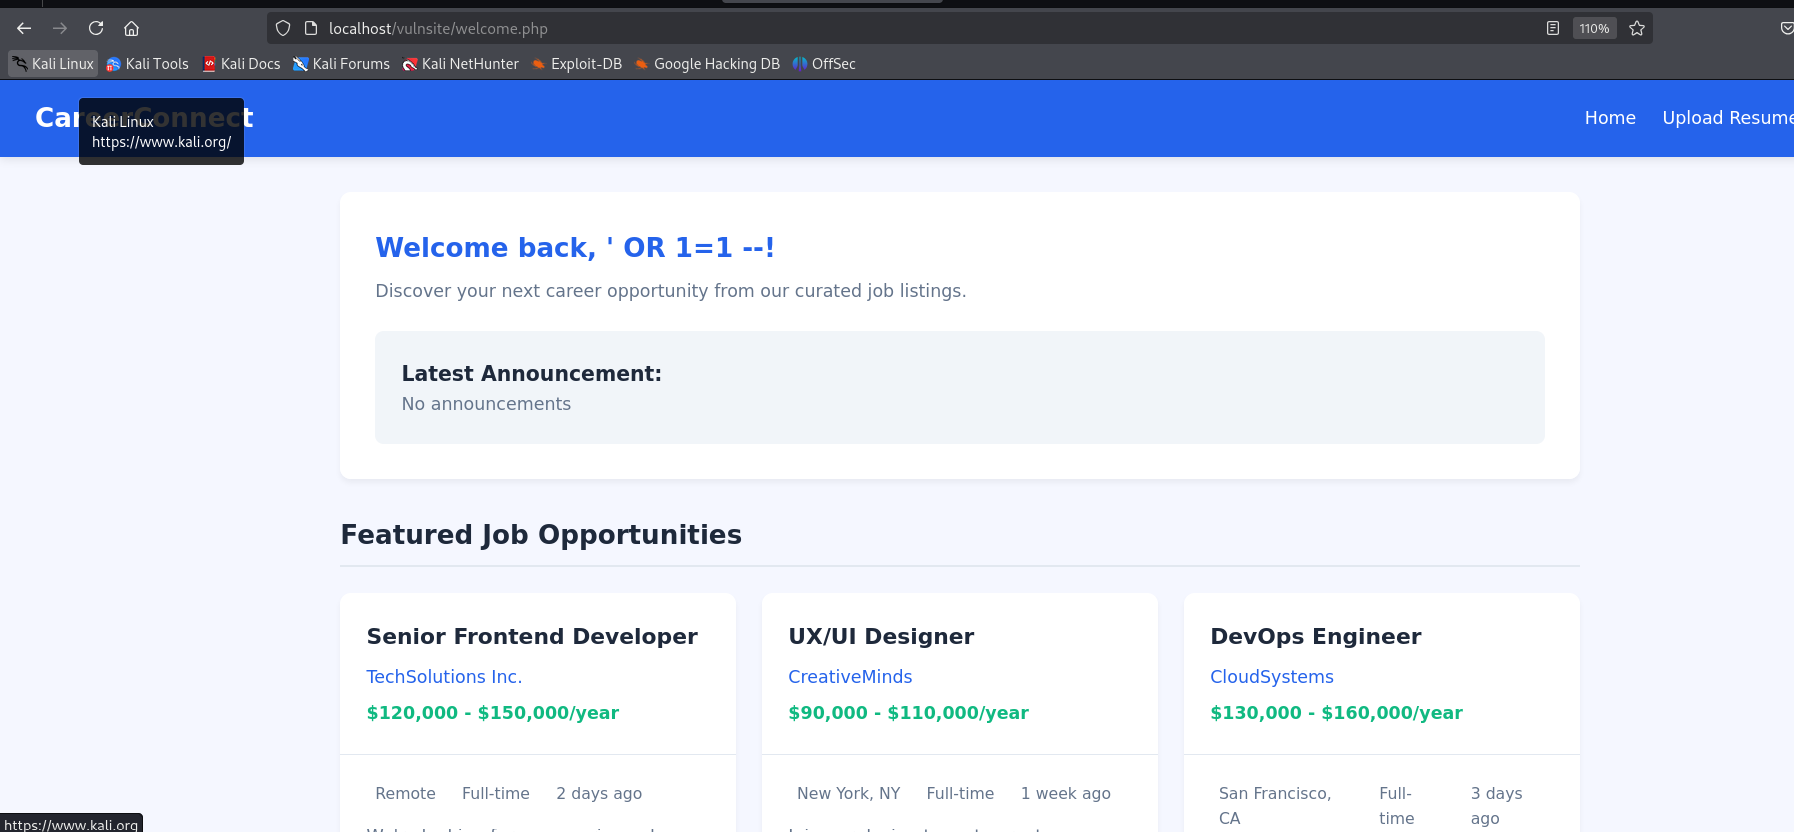 localhost/vulnsite/welcome.php
110%
Kali Linux Kali Tools Kali Docs Kali Forums Kali NetHunter Exploit-DB Google Hacking DB OffSec
CareerConnect Home Upload Resume
Kali Linux
https://www.kali.org/
Welcome back, ' OR 1=1 --!
Discover your next career opportunity from our curated job listings.
Latest Announcement:
No announcements
Featured Job Opportunities
Senior Frontend Developer
TechSolutions Inc.
$120,000 - $150,000/year
Remote Full-time 2 days ago
UX/UI Designer
CreativeMinds
$90,000 - $110,000/year
New York, NY Full-time 1 week ago
DevOps Engineer
CloudSystems
$130,000 - $160,000/year
San Francisco, CA Full-time 3 days ago
https://www.kali.org